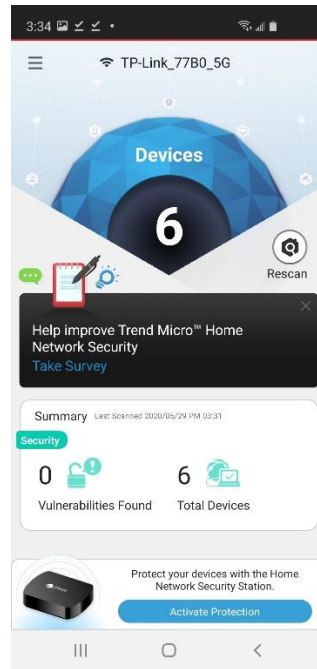 3:34
TP-Link_77B0_5G
Devices
6
Rescan
Help improve Trend Micro™ Home
Network Security
Take Survey
Summary Last Scanned 2020/05/29 PM 03:31
Security
0
6
Vulnerabilities Found
Total Devices
Protect your devices with the Home
Network Security Station.
Activate Protection